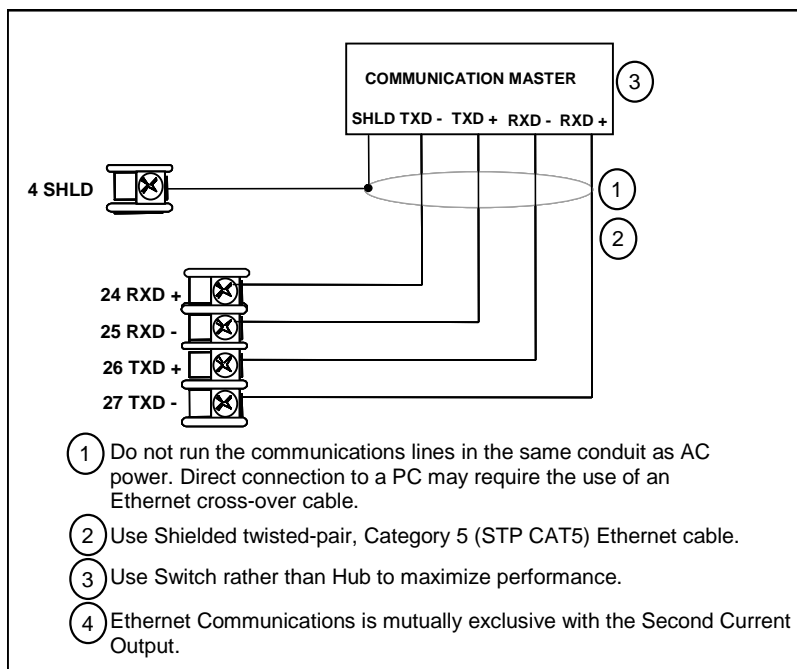 COMMUNICATION MASTER
3
SHLD TXD - TXD + RXD - RXD +
4 SHLD
1
2
24 RXD +
25 RXD -
26 TXD +
27 TXD -
1 Do not run the communications lines in the same conduit as AC
power. Direct connection to a PC may require the use of an
Ethernet cross-over cable.
2 Use Shielded twisted-pair, Category 5 (STP CAT5) Ethernet cable.
3 Use Switch rather than Hub to maximize performance.
4 Ethernet Communications is mutually exclusive with the Second Current
Output.